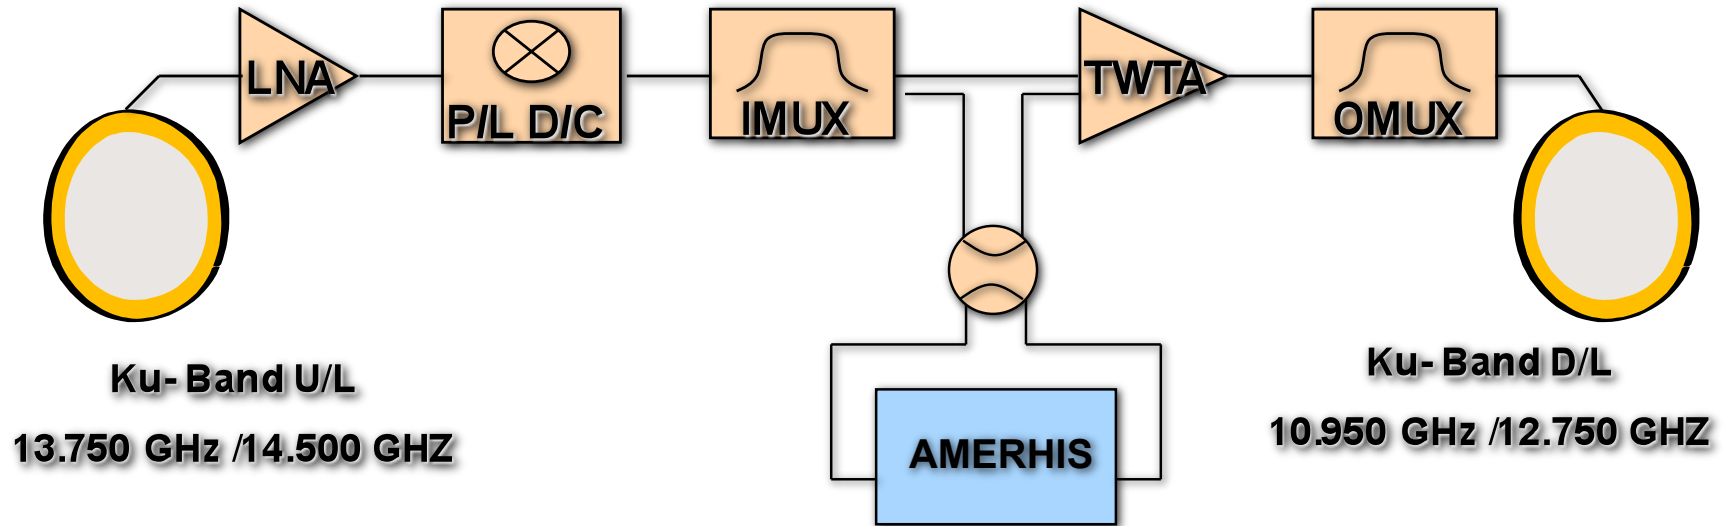 LNA
P/L D/C
IMUX
TWTA
OMUX
Ku- Band U/L
13.750 GHz /14.500 GHZ
Ku- Band D/L
10.950 GHz /12.750 GHZ
AMERHIS